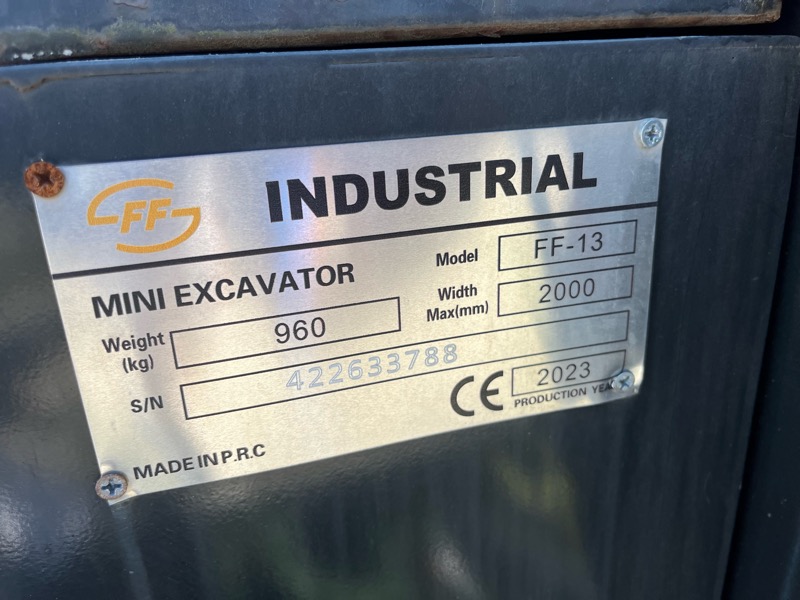 FF INDUSTRIAL
MINI EXCAVATOR
Model FF-13
Weight (kg) 960
Width Max(mm) 2000
S/N 422633788
CE 2023
PRODUCTION YEAR
MADE IN P.R.C